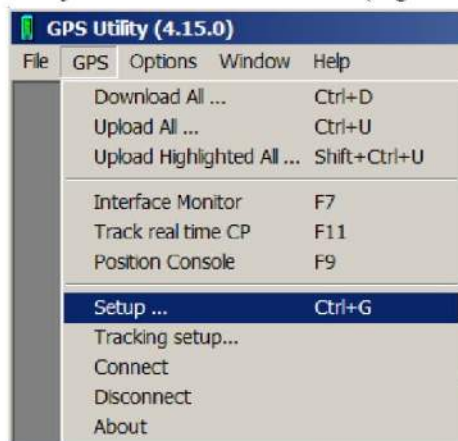 GPS Utility (4.15.0)
File GPS Options Window Help
Download All ... Ctrl+D
Upload All ... Ctrl+U
Upload Highlighted All ... Shift+Ctrl+U
Interface Monitor F7
Track real time CP F11
Position Console F9
Setup ... Ctrl+G
Tracking setup...
Connect
Disconnect
About